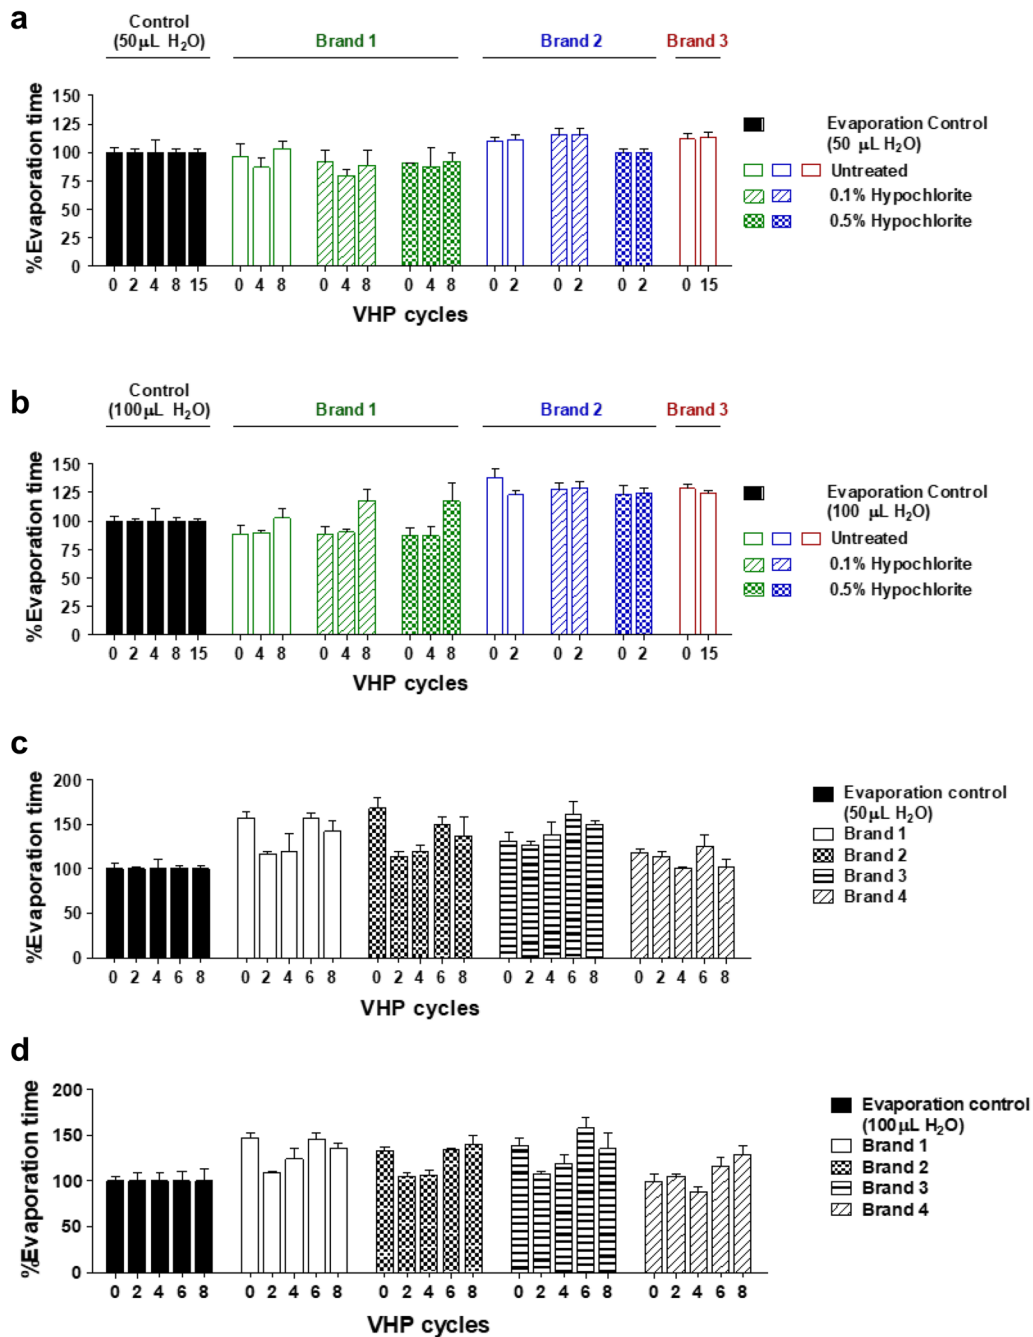 a
Control
(50µL H2O)
Brand 1
Brand 2
Brand 3
%Evaporation time
150
125
100
75
50
25
0
0 2 4 8 15 0 4 8 0 4 8 0 4 8 0 2 0 2 0 2 0 15
VHP cycles
Evaporation Control
(50 µL H2O)
Untreated
0.1% Hypochlorite
0.5% Hypochlorite
b
Control
(100µL H2O)
Brand 1
Brand 2
Brand 3
%Evaporation time
150
125
100
75
50
25
0
0 2 4 8 15 0 4 8 0 4 8 0 4 8 0 2 0 2 0 2 0 15
VHP cycles
Evaporation Control
(100 µL H2O)
Untreated
0.1% Hypochlorite
0.5% Hypochlorite
c
%Evaporation time
200
150
100
50
0
0 2 4 6 8 0 2 4 6 8 0 2 4 6 8 0 2 4 6 8 0 2 4 6 8
VHP cycles
Evaporation control
(50µL H2O)
Brand 1
Brand 2
Brand 3
Brand 4
d
%Evaporation time
200
150
100
50
0
0 2 4 6 8 0 2 4 6 8 0 2 4 6 8 0 2 4 6 8 0 2 4 6 8
VHP cycles
Evaporation control
(100µL H2O)
Brand 1
Brand 2
Brand 3
Brand 4